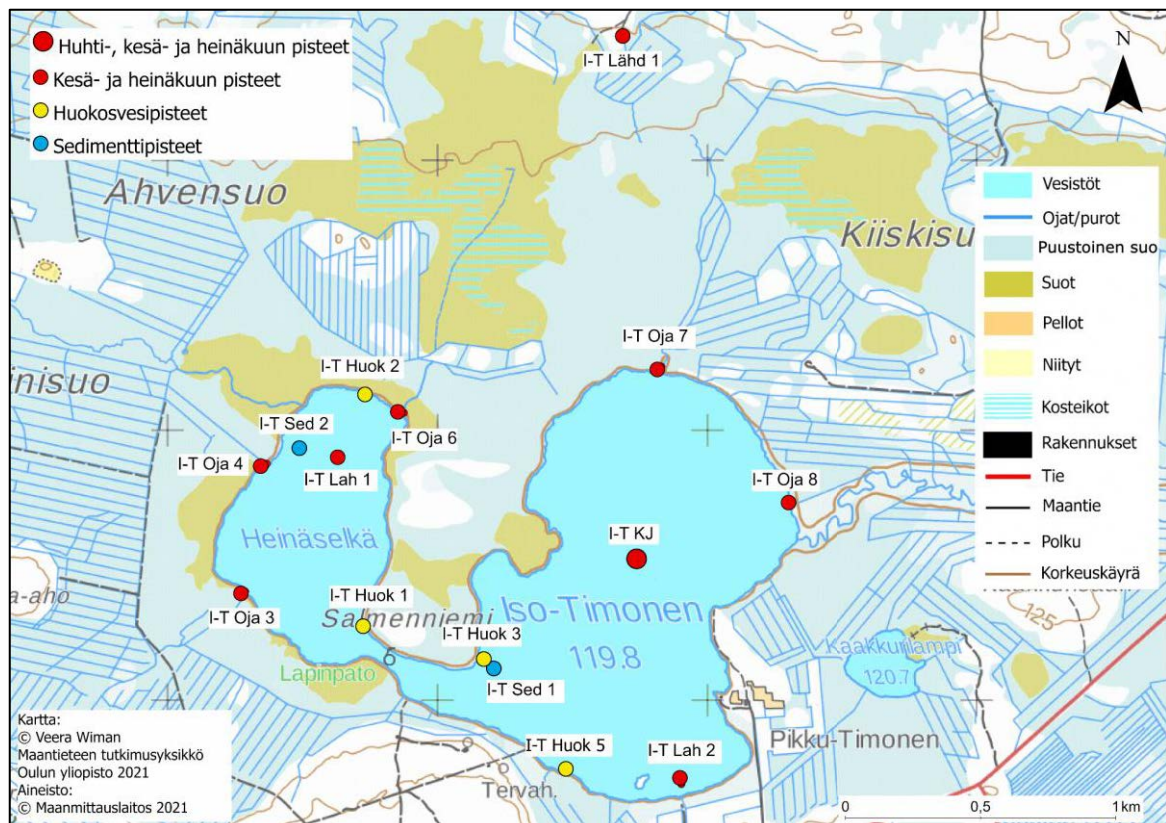 Huhti-, kesä- ja heinäkuun pisteet
Kesä- ja heinäkuun pisteet
Huokosvesipisteet
Sedimenttipisteet
I-T Lähd 1
N
Ahvensuo
Kiiskisu
Vesistöt
Ojat/purot
Puustoinen suo
Suot
Pellot
Niityt
Kosteikot
Rakennukset
Tie
Maantie
Polku
Korkeuskäyrä
inisuo
I-T Huok 2
I-T Oja 7
I-T Sed 2
I-T Oja 6
I-T Oja 4
I-T Lah 1
I-T Oja 8
Heinäselkä
I-T KJ
a-aho
I-T Huok 1
I-T Oja 3
Salmenniemi
Iso-Timonen
119.8
I-T Huok 3
125
Kaakkurilampi
120.7
Lapinpato
I-T Sed 1
I-T Huok 5
I-T Lah 2
Pikku-Timonen
Tervah.
Kartta:
© Veera Wiman
Maantieteen tutkimusyksikkö
Oulun yliopisto 2021
Aineisto:
© Maanmittauslaitos 2021
0 0,5 1 km